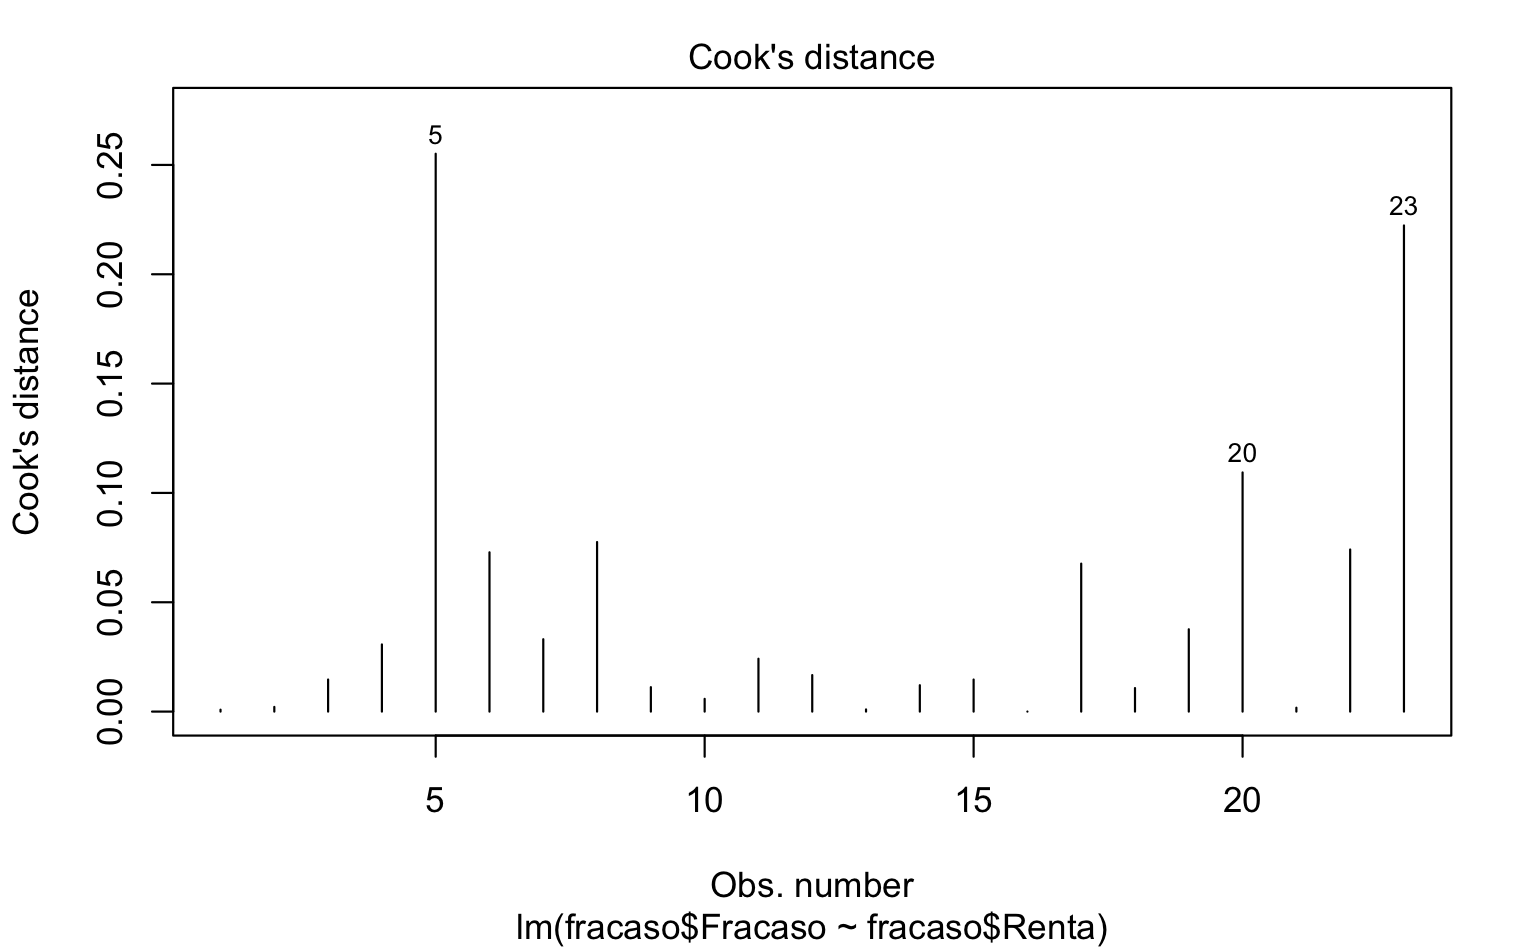 Cook's distance
5
23
20
Cook's distance
0.25
0.20
0.15
0.10
0.05
0.00
5 10 15 20
Obs. number
lm(fracaso$Fracaso ~ fracaso$Renta)